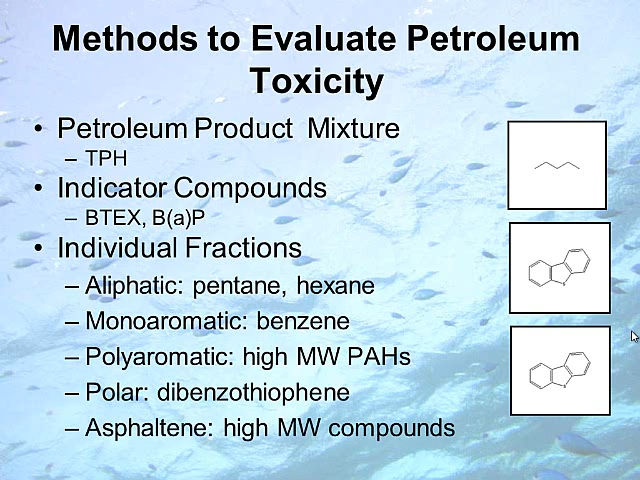 Methods to Evaluate Petroleum
Toxicity
• Petroleum Product Mixture
– TPH
• Indicator Compounds
– BTEX, B(a)P
• Individual Fractions
– Aliphatic: pentane, hexane
– Monoaromatic: benzene
– Polyaromatic: high MW PAHs
– Polar: dibenzothiophene
– Asphaltene: high MW compounds
S
S